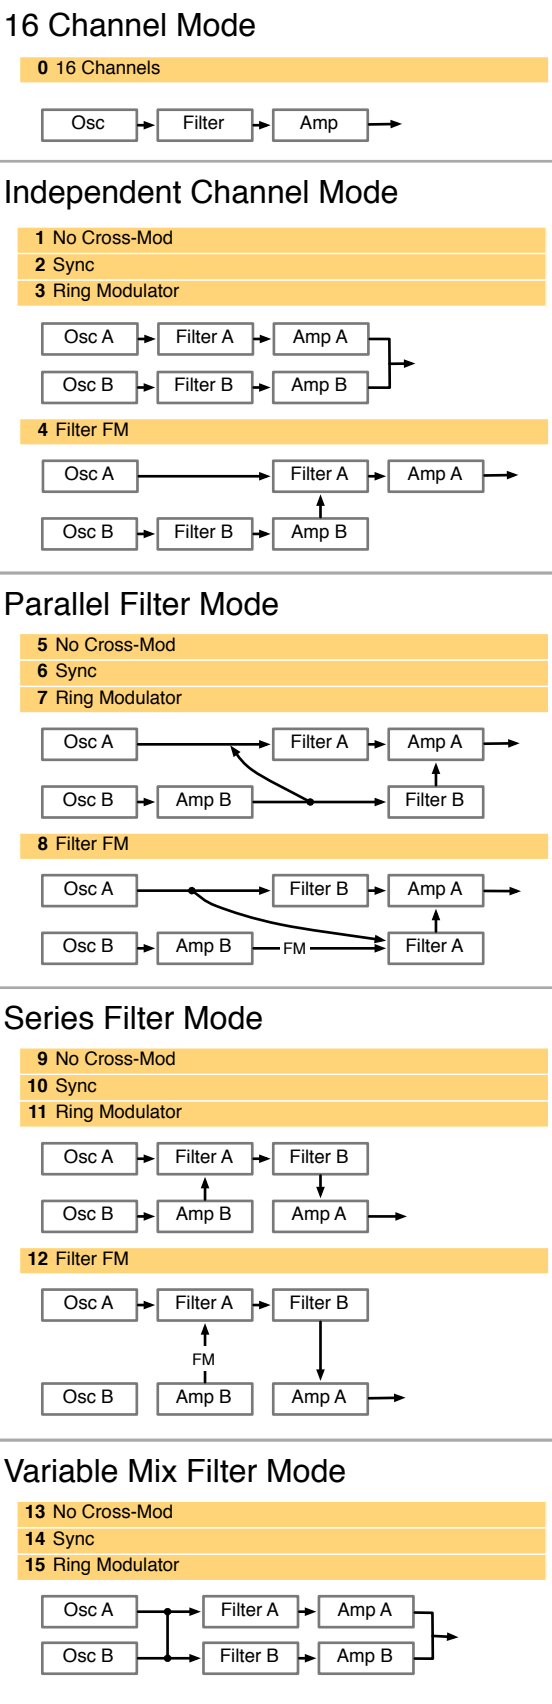 16 Channel Mode
0 16 Channels
Osc Filter Amp
Independent Channel Mode
1 No Cross-Mod
2 Sync
3 Ring Modulator
Osc A Filter A Amp A
Osc B Filter B Amp B
4 Filter FM
Osc A Filter A Amp A
Osc B Filter B Amp B
Parallel Filter Mode
5 No Cross-Mod
6 Sync
7 Ring Modulator
Osc A Filter A Amp A
Osc B Amp B Filter B
8 Filter FM
Osc A Filter B Amp A
Osc B Amp B FM Filter A
Series Filter Mode
9 No Cross-Mod
10 Sync
11 Ring Modulator
Osc A Filter A Filter B
Osc B Amp B Amp A
12 Filter FM
Osc A Filter A Filter B
FM
Osc B Amp B Amp A
Variable Mix Filter Mode
13 No Cross-Mod
14 Sync
15 Ring Modulator
Osc A Filter A Amp A
Osc B Filter B Amp B